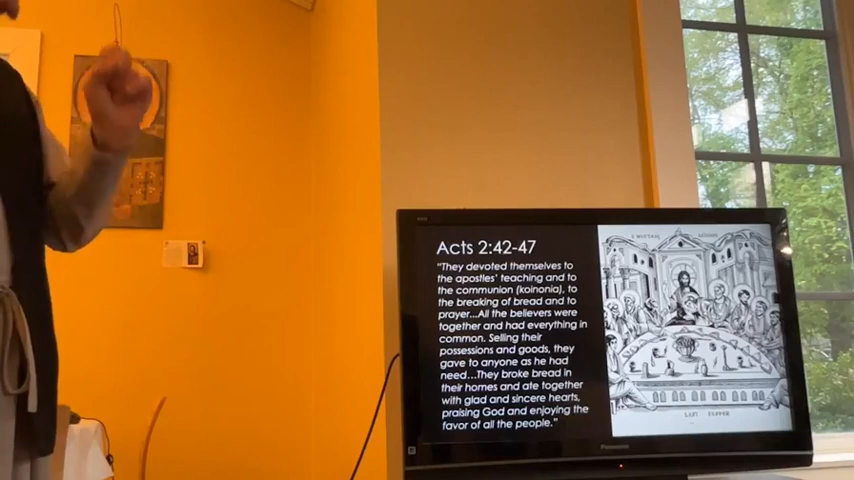 Acts 2:42-47
"They devoted themselves to
the apostles' teaching and to
the communion (koinonia), to
the breaking of bread and to
prayer...All the believers were
together and had everything in
common. Selling their
possessions and goods, they
gave to anyone as he had
need...They broke bread in
their homes and ate together
with glad and sincere hearts,
praising God and enjoying the
favor of all the people."
LAST SUPPER
Panasonic